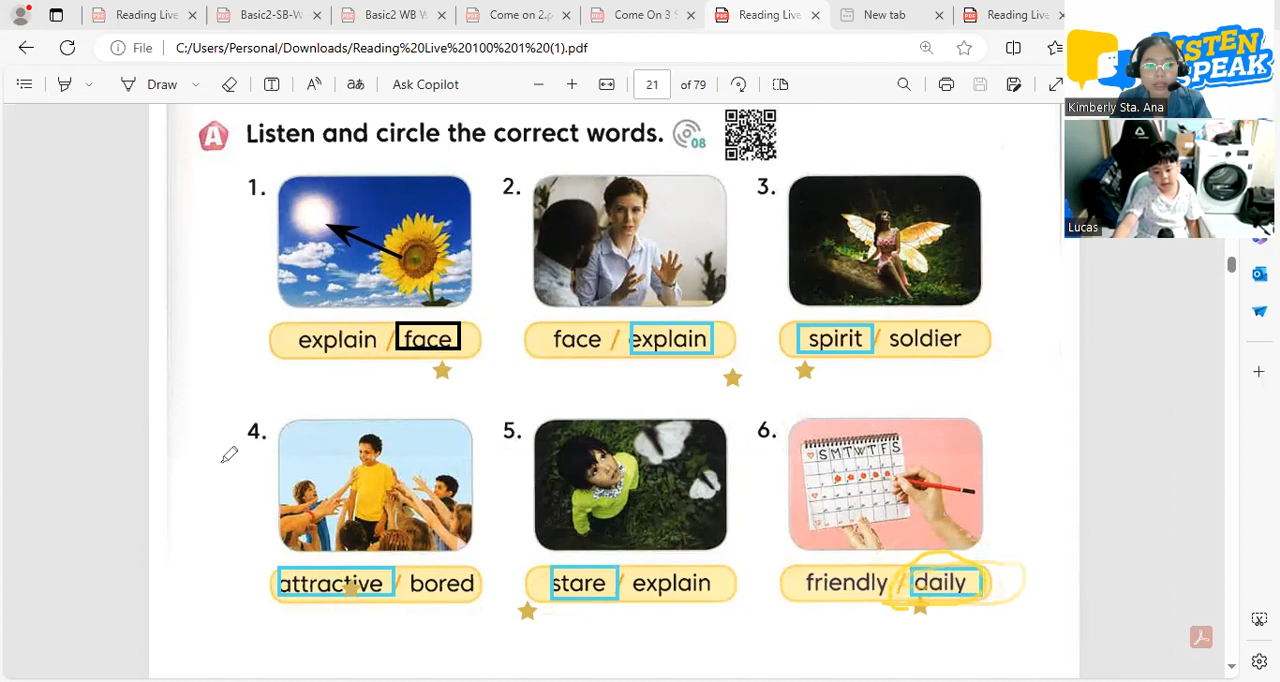 Reading Live
Basic2-SB-W
Basic2 WB W
Come on 2.p
Come On 3 S
Reading Live
New tab
Reading Live
File
C:/Users/Personal/Downloads/Reading%20Live%20100%201%20(1).pdf
Draw
aあ
Ask Copilot
21
of 79
LISTEN
SPEAK
Kimberly Sta. Ana
Lucas
A Listen and circle the correct words.
08
1.
2.
3.
explain / face
face / explain
spirit / soldier
4.
5.
6.
S M T W T F S
attractive / bored
stare / explain
friendly / daily